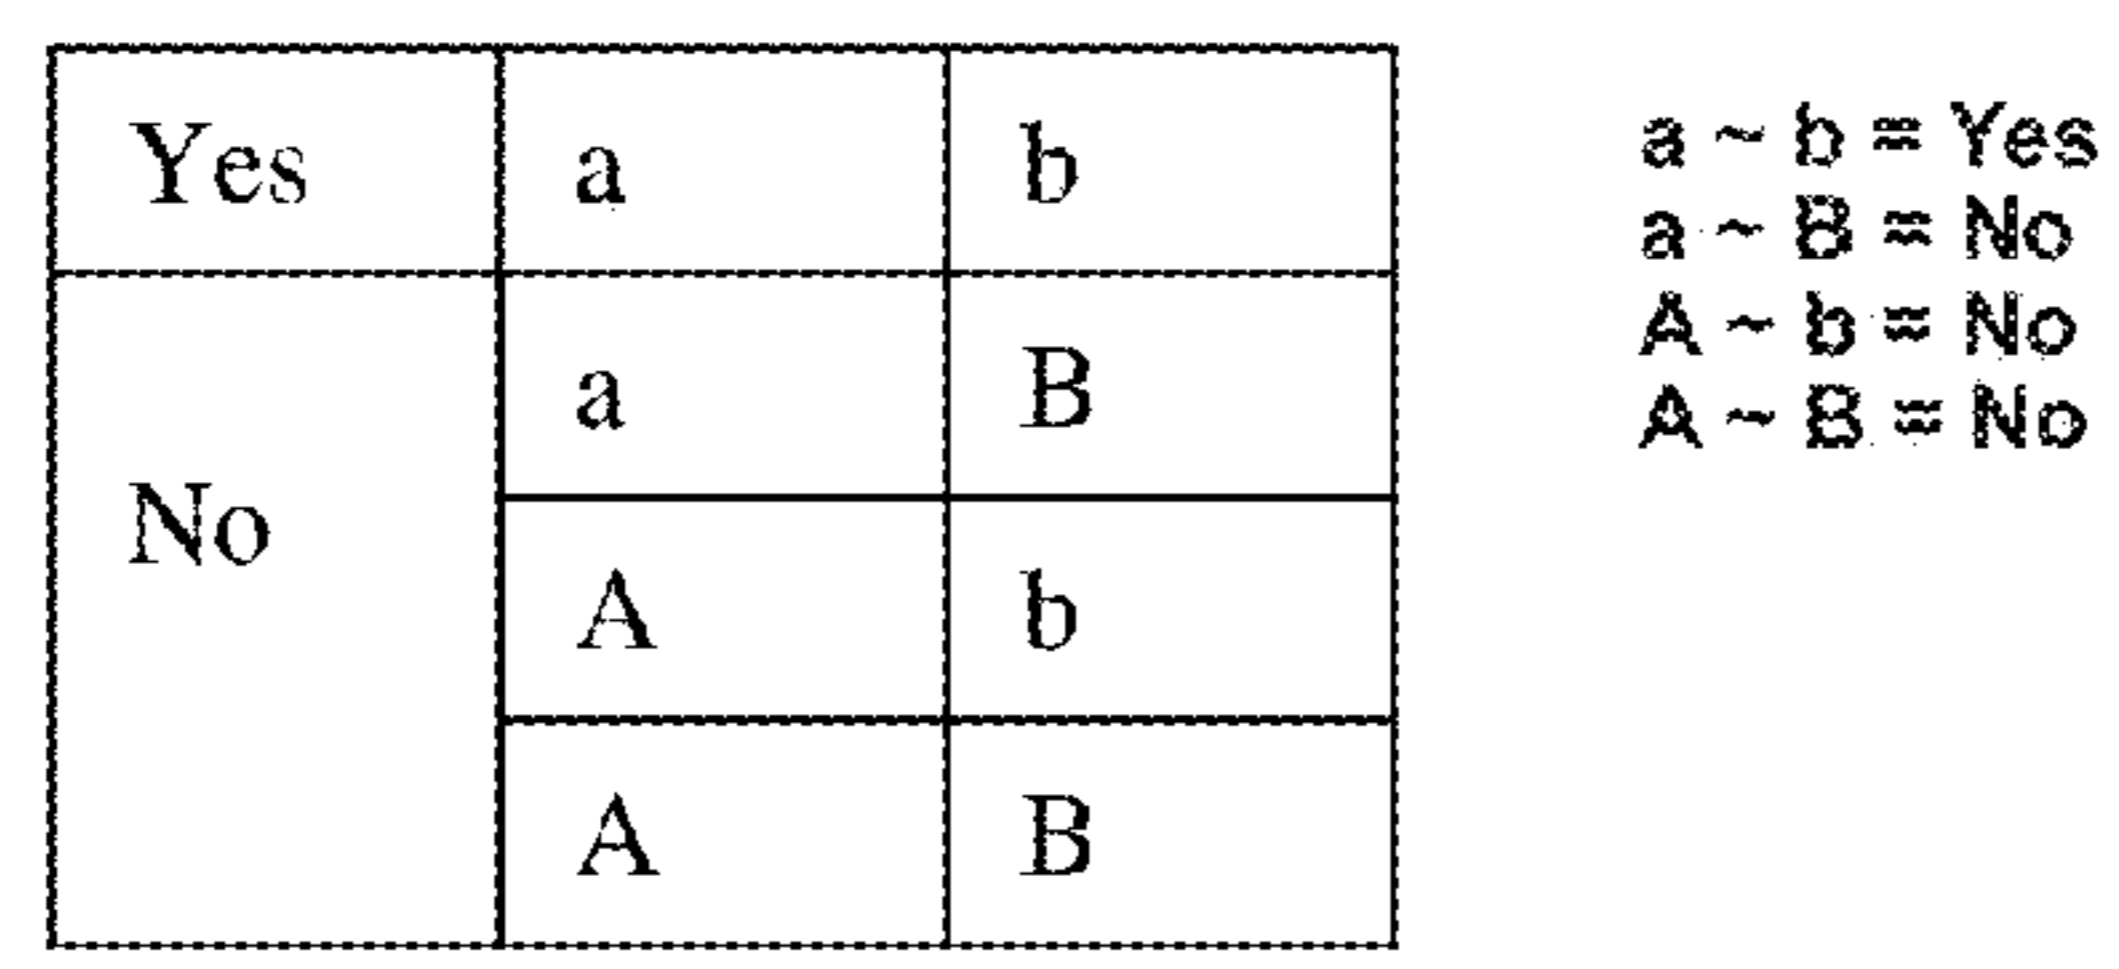 Yes a b
a B
No
A b
A B
a ~ b = Yes
a ~ B = No
A ~ b = No
A ~ B = No